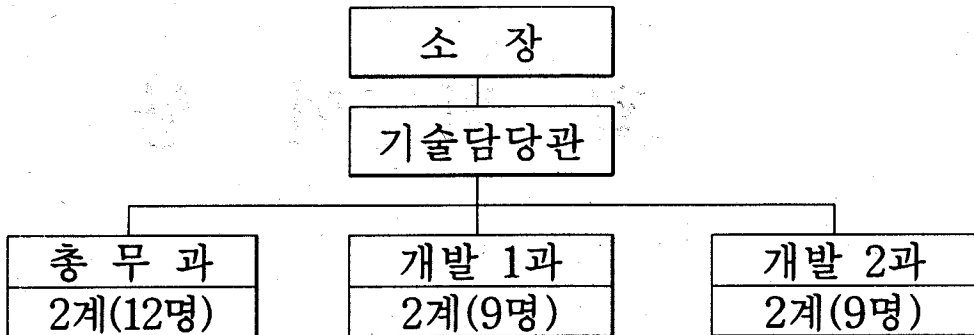 소 장
기술담당관
총 무 과
2계(12명)
개발 1과
2계(9명)
개발 2과
2계(9명)